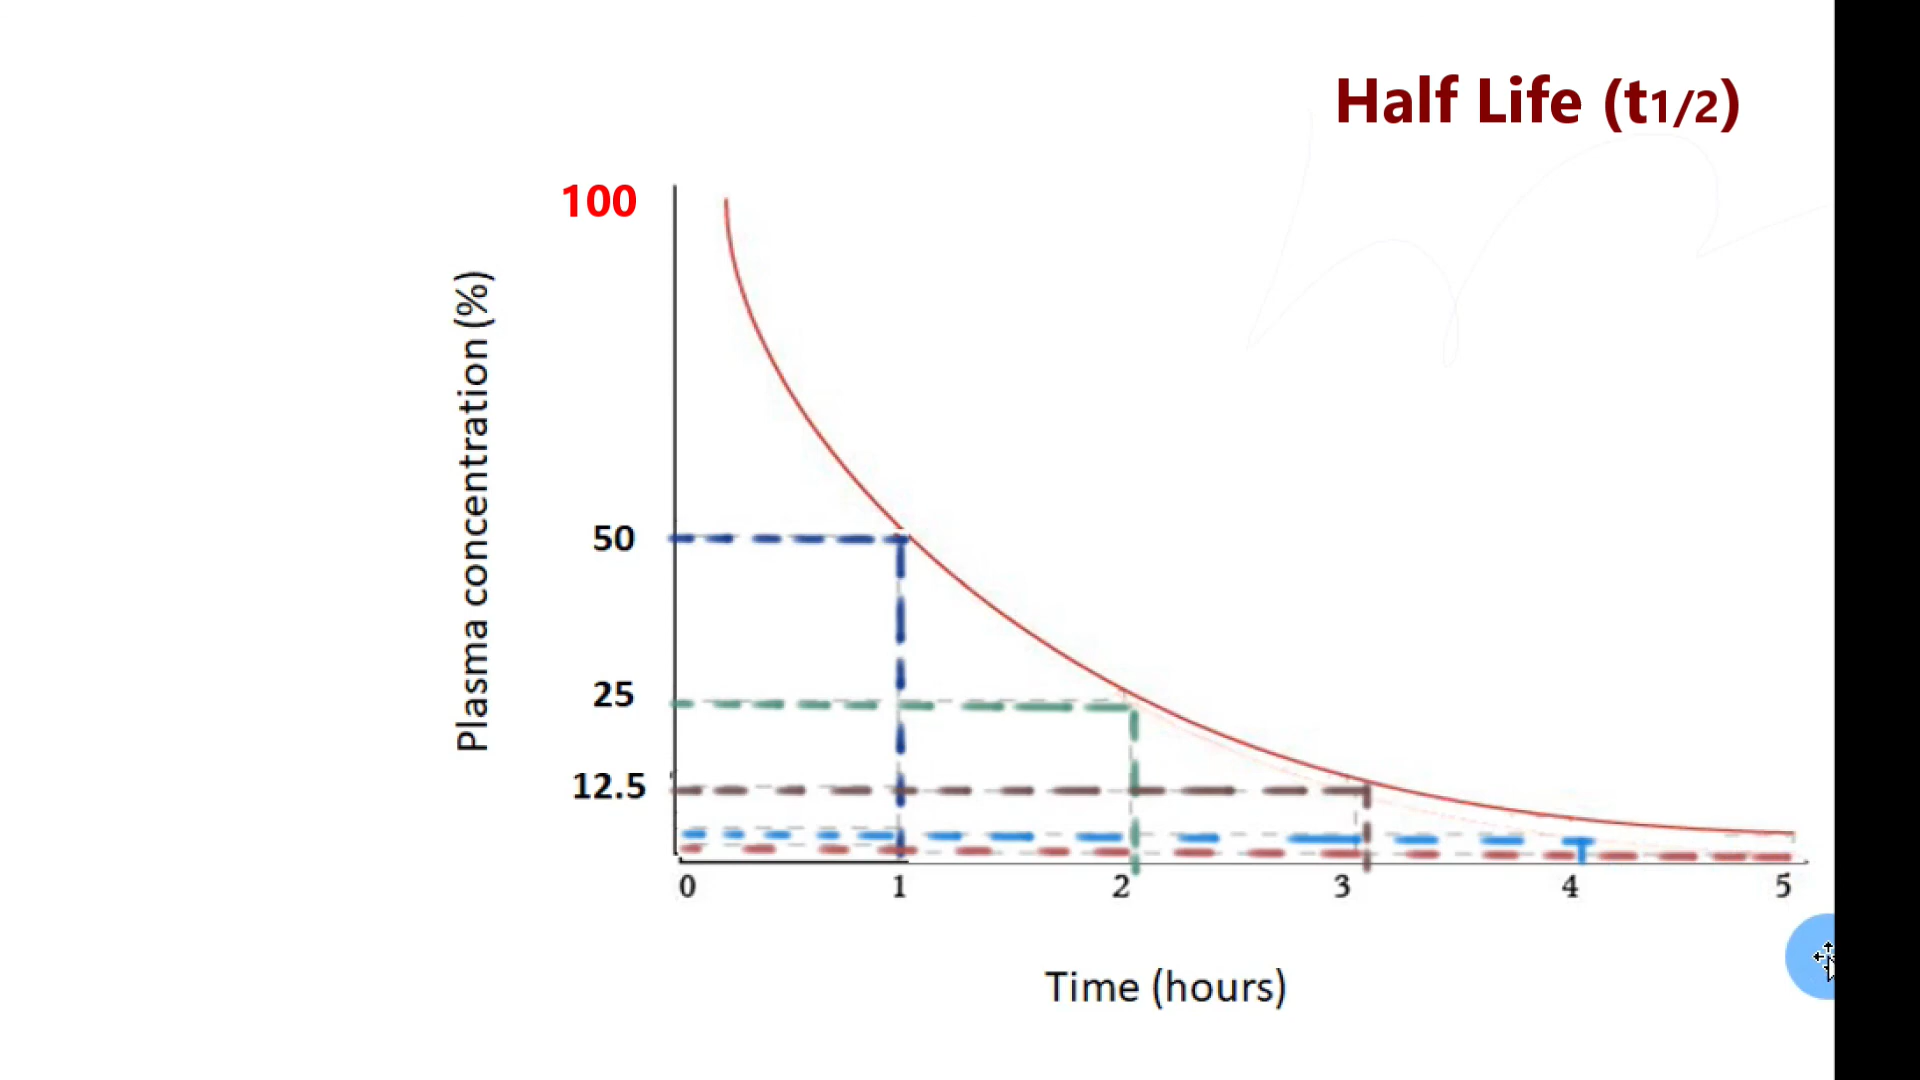 Half Life (t1/2)
100
50
25
12.5
Plasma concentration (%)
0 1 2 3 4 5
Time (hours)